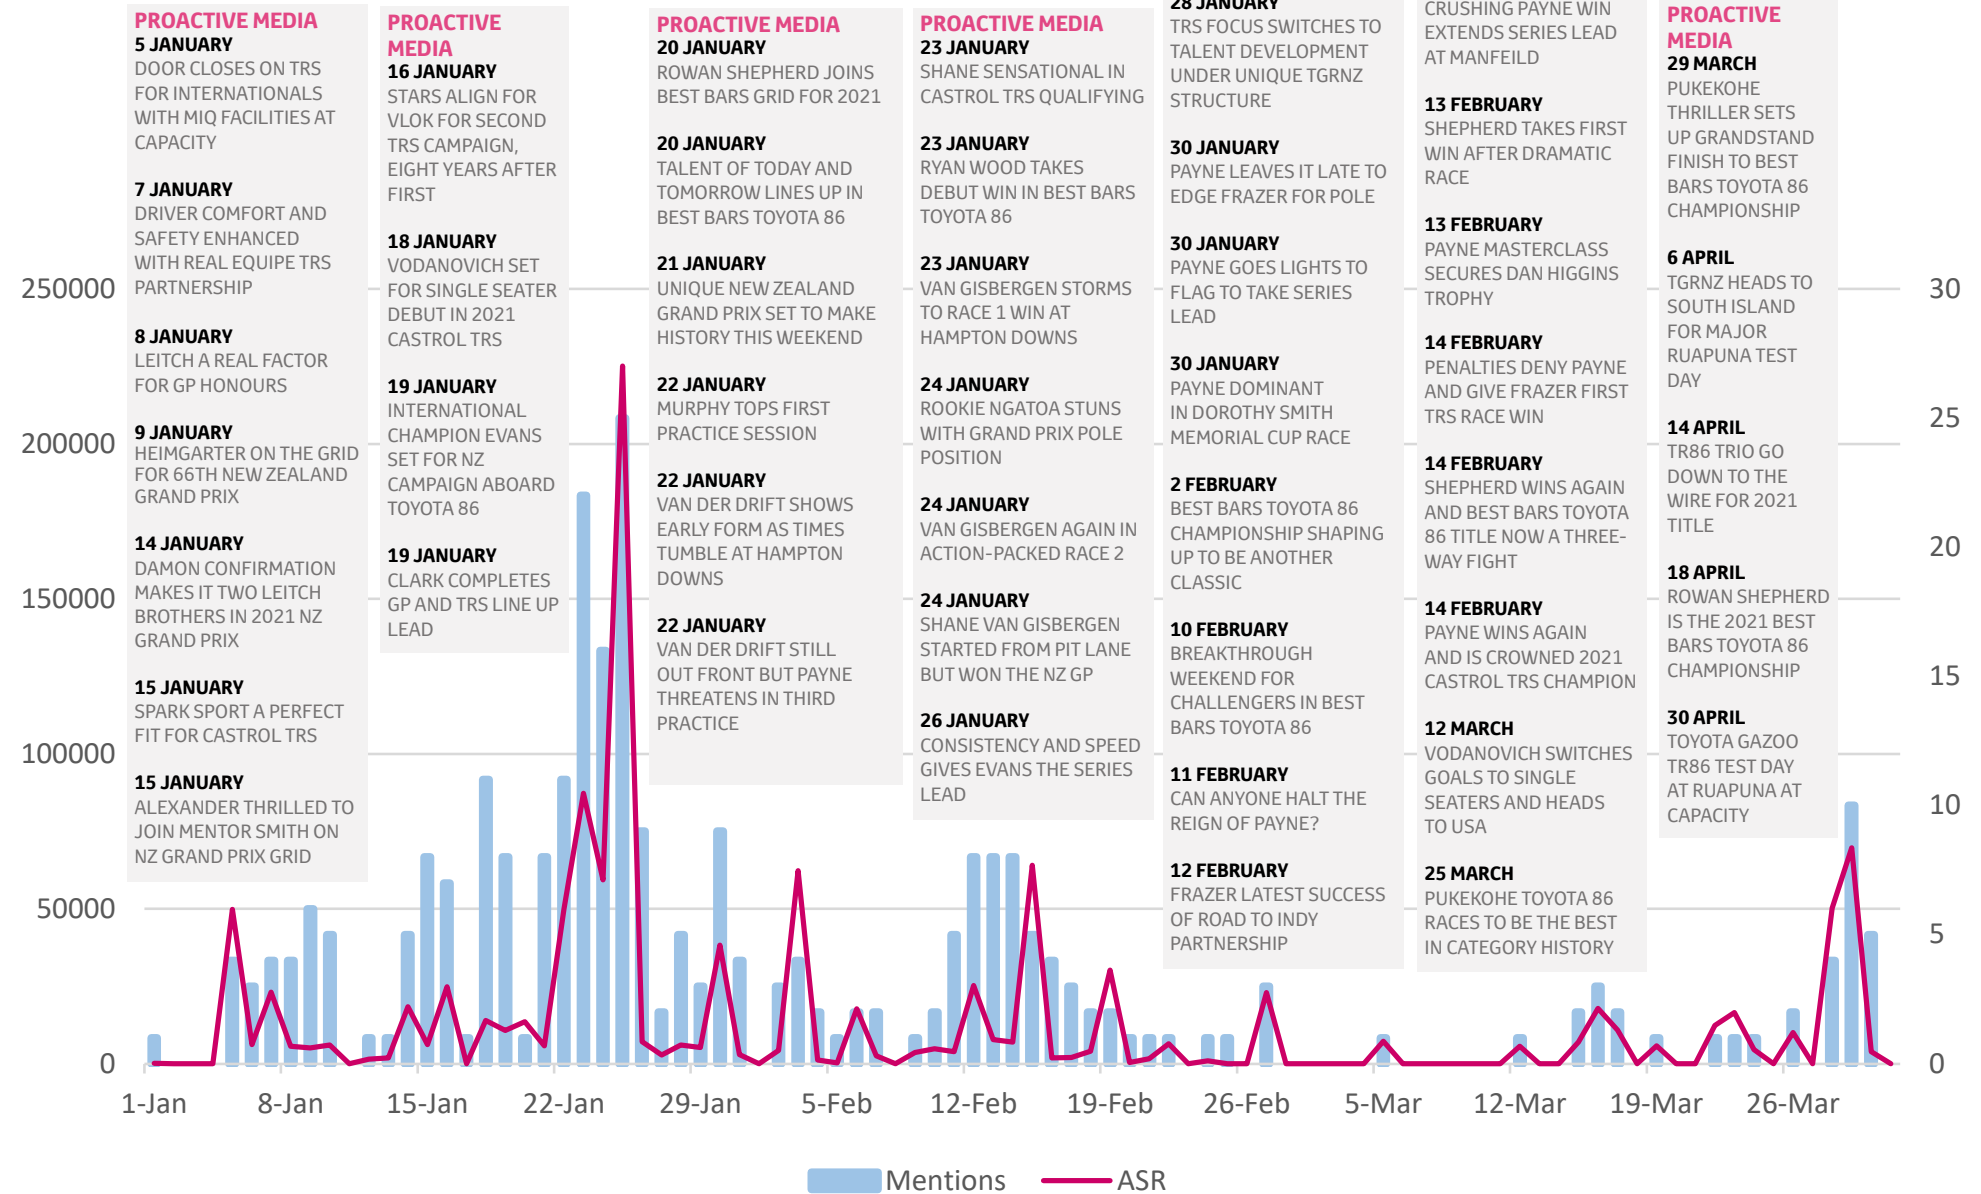 PROACTIVE MEDIA
5 JANUARY
DOOR CLOSES ON TRS
FOR INTERNATIONALS
WITH MIQ FACILITIES AT
CAPACITY
7 JANUARY
DRIVER COMFORT AND
SAFETY ENHANCED
WITH REAL EQUIPE TRS
PARTNERSHIP
8 JANUARY
LEITCH A REAL FACTOR
FOR GP HONOURS
9 JANUARY
HEIMGARTER ON THE GRID
FOR 66TH NEW ZEALAND
GRAND PRIX
14 JANUARY
DAMON CONFIRMATION
MAKES IT TWO LEITCH
BROTHERS IN 2021 NZ
GRAND PRIX
15 JANUARY
SPARK SPORT A PERFECT
FIT FOR CASTROL TRS
15 JANUARY
ALEXANDER THRILLED TO
JOIN MENTOR SMITH ON
NZ GRAND PRIX GRID
PROACTIVE
MEDIA
16 JANUARY
STARS ALIGN FOR
VLOK FOR SECOND
TRS CAMPAIGN,
EIGHT YEARS AFTER
FIRST
18 JANUARY
VODANOVICH SET
FOR SINGLE SEATER
DEBUT IN 2021
CASTROL TRS
19 JANUARY
INTERNATIONAL
CHAMPION EVANS
SET FOR NZ
CAMPAIGN ABOARD
TOYOTA 86
19 JANUARY
CLARK COMPLETES
GP AND TRS LINE UP
LEAD
PROACTIVE MEDIA
20 JANUARY
ROWAN SHEPHERD JOINS
BEST BARS GRID FOR 2021
20 JANUARY
TALENT OF TODAY AND
TOMORROW LINES UP IN
BEST BARS TOYOTA 86
21 JANUARY
UNIQUE NEW ZEALAND
GRAND PRIX SET TO MAKE
HISTORY THIS WEEKEND
22 JANUARY
MURPHY TOPS FIRST
PRACTICE SESSION
22 JANUARY
VAN DER DRIFT SHOWS
EARLY FORM AS TIMES
TUMBLE AT HAMPTON
DOWNS
22 JANUARY
VAN DER DRIFT STILL
OUT FRONT BUT PAYNE
THREATENS IN THIRD
PRACTICE
PROACTIVE MEDIA
23 JANUARY
SHANE SENSATIONAL IN
CASTROL TRS QUALIFYING
23 JANUARY
RYAN WOOD TAKES
DEBUT WIN IN BEST BARS
TOYOTA 86
23 JANUARY
VAN GISBERGEN STORMS
TO RACE 1 WIN AT
HAMPTON DOWNS
24 JANUARY
ROOKIE NGATOA STUNS
WITH GRAND PRIX POLE
POSITION
24 JANUARY
VAN GISBERGEN AGAIN IN
ACTION-PACKED RACE 2
24 JANUARY
SHANE VAN GISBERGEN
STARTED FROM PIT LANE
BUT WON THE NZ GP
26 JANUARY
CONSISTENCY AND SPEED
GIVES EVANS THE SERIES
LEAD
28 JANUARY
TRS FOCUS SWITCHES TO
TALENT DEVELOPMENT
UNDER UNIQUE TGRNZ
STRUCTURE
30 JANUARY
PAYNE LEAVES IT LATE TO
EDGE FRAZER FOR POLE
30 JANUARY
PAYNE GOES LIGHTS TO
FLAG TO TAKE SERIES
LEAD
30 JANUARY
PAYNE DOMINANT
IN DOROTHY SMITH
MEMORIAL CUP RACE
2 FEBRUARY
BEST BARS TOYOTA 86
CHAMPIONSHIP SHAPING
UP TO BE ANOTHER
CLASSIC
10 FEBRUARY
BREAKTHROUGH
WEEKEND FOR
CHALLENGERS IN BEST
BARS TOYOTA 86
11 FEBRUARY
CAN ANYONE HALT THE
REIGN OF PAYNE?
12 FEBRUARY
FRAZER LATEST SUCCESS
OF ROAD TO INDY
PARTNERSHIP
CRUSHING PAYNE WIN
EXTENDS SERIES LEAD
AT MANFEILD
13 FEBRUARY
SHEPHERD TAKES FIRST
WIN AFTER DRAMATIC
RACE
13 FEBRUARY
PAYNE MASTERCLASS
SECURES DAN HIGGINS
TROPHY
14 FEBRUARY
PENALTIES DENY PAYNE
AND GIVE FRAZER FIRST
TRS RACE WIN
14 FEBRUARY
SHEPHERD WINS AGAIN
AND BEST BARS TOYOTA
86 TITLE NOW A THREE-
WAY FIGHT
14 FEBRUARY
PAYNE WINS AGAIN
AND IS CROWNED 2021
CASTROL TRS CHAMPION
12 MARCH
VODANOVICH SWITCHES
GOALS TO SINGLE
SEATERS AND HEADS
TO USA
25 MARCH
PUKEKOHE TOYOTA 86
RACES TO BE THE BEST
IN CATEGORY HISTORY
PROACTIVE
MEDIA
29 MARCH
PUKEKOHE
THRILLER SETS
UP GRANDSTAND
FINISH TO BEST
BARS TOYOTA 86
CHAMPIONSHIP
6 APRIL
TGRNZ HEADS TO
SOUTH ISLAND
FOR MAJOR
RUAPUNA TEST
DAY
14 APRIL
TR86 TRIO GO
DOWN TO THE
WIRE FOR 2021
TITLE
18 APRIL
ROWAN SHEPHERD
IS THE 2021 BEST
BARS TOYOTA 86
CHAMPIONSHIP
30 APRIL
TOYOTA GAZOO
TR86 TEST DAY
AT RUAPUNA AT
CAPACITY
250000
200000
150000
100000
50000
0
30
25
20
15
10
5
0
1-Jan
8-Jan
15-Jan
22-Jan
29-Jan
5-Feb
12-Feb
19-Feb
26-Feb
5-Mar
12-Mar
19-Mar
26-Mar
Mentions
ASR